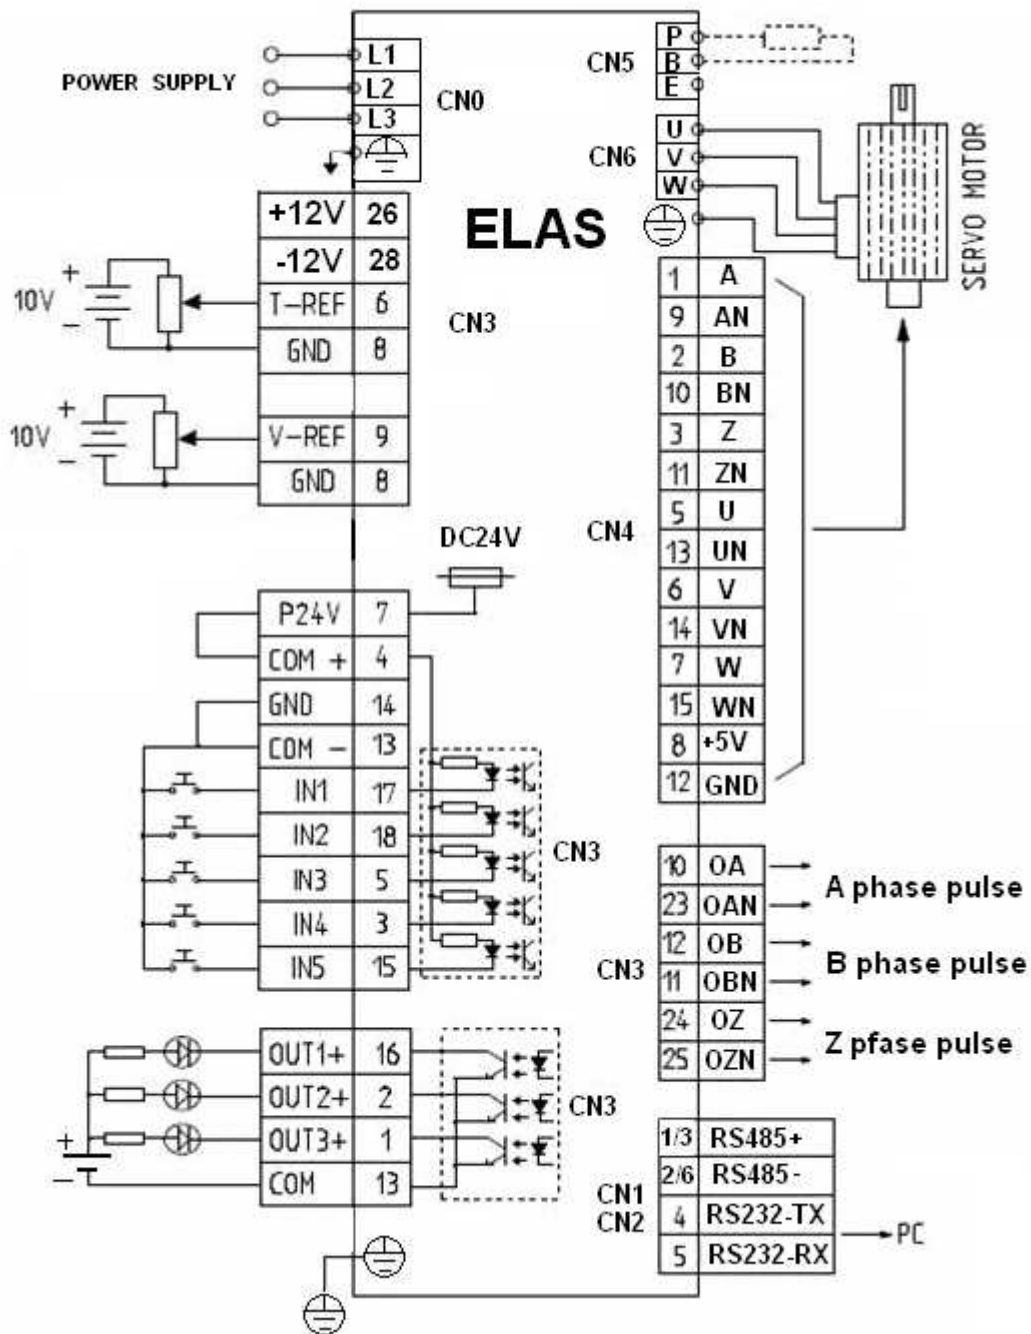 POWER SUPPLY
L1
L2
L3
CN0
+12V 26
-12V 28
T-REF 6
GND 8
V-REF 9
GND 8
+
10V
-
+
10V
-
CN3
ELAS
CN5
P
B
E
CN6
U
V
W
SERVO MOTOR
CN4
1 A
9 AN
2 B
10 BN
3 Z
11 ZN
5 U
13 UN
6 V
14 VN
7 W
15 WN
8 +5V
12 GND
DC24V
P24V 7
COM + 4
GND 14
COM - 13
IN1 17
IN2 18
IN3 5
IN4 3
IN5 15
CN3
OUT1+ 16
OUT2+ 2
OUT3+ 1
COM 13
+
-
CN3
CN3
10 OA
23 OAN
12 OB
11 OBN
24 OZ
25 OZN
A phase pulse
B phase pulse
Z pfase pulse
CN1
CN2
1/3 RS485+
2/6 RS485-
4 RS232-TX
5 RS232-RX
PC